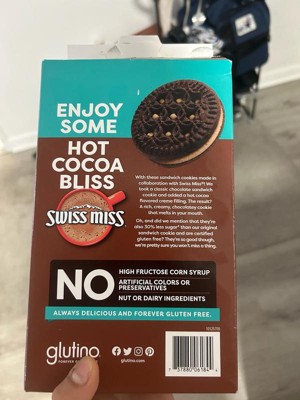 ENJOY
SOME
HOT
COCOA
BLISS
SWISS MISS
With these sandwich cookies made in
collaboration with Swiss Miss®! We
took a classic chocolate sandwich
cookie and added a hot cocoa
flavored creme filling. The result?
A rich, creamy, chocolatey cookie
that melts in your mouth.
Oh, and did we mention that they're
also 30% less sugar* than our original
sandwich cookie and are certified
gluten free? They're so good though,
we're pretty sure you won't miss a thing.
NO
HIGH FRUCTOSE CORN SYRUP
ARTIFICIAL COLORS OR
PRESERVATIVES
NUT OR DAIRY INGREDIENTS
ALWAYS DELICIOUS AND FOREVER GLUTEN FREE.
glutino
glutino.com